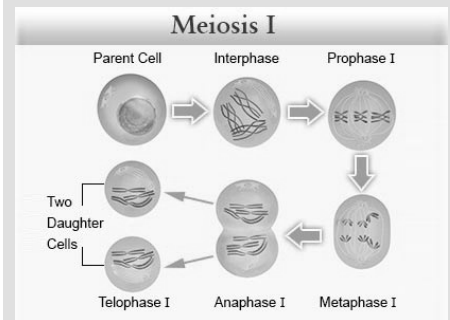 Meiosis I
Parent Cell
Interphase
Prophase I
Two
Daughter
Cells
Telophase I
Anaphase I
Metaphase I